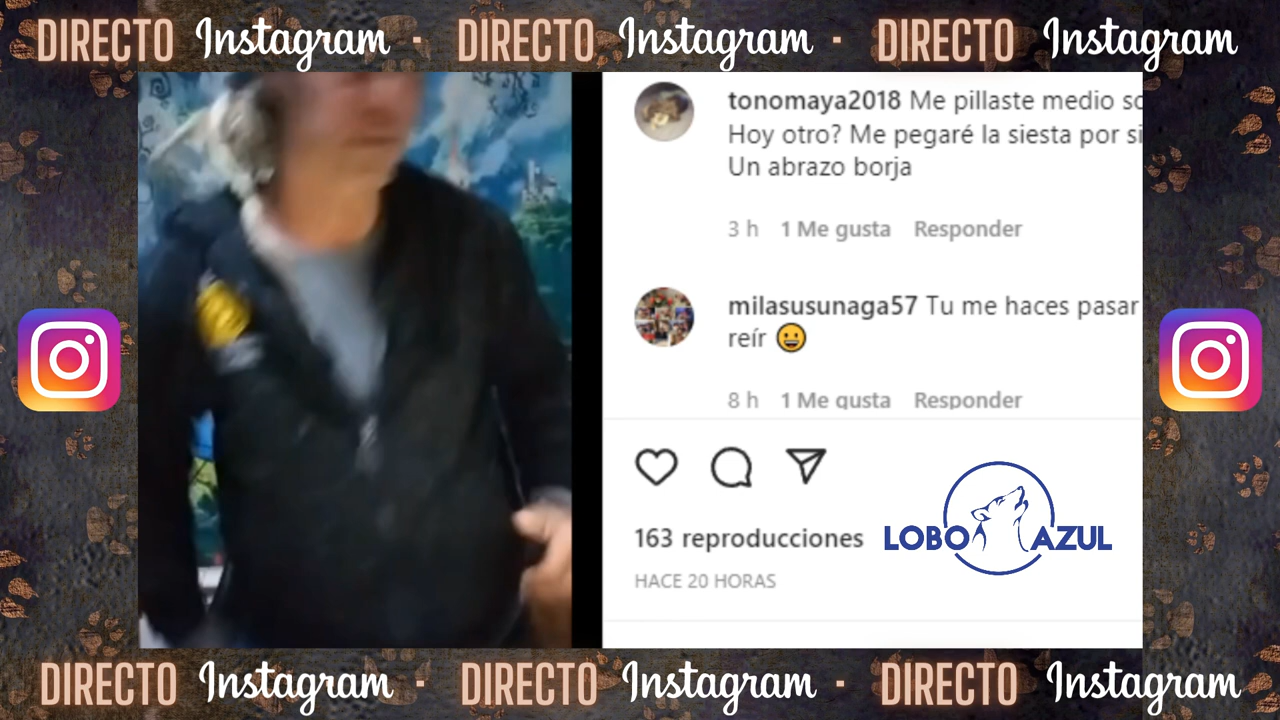 DIRECTO Instagram · DIRECTO Instagram · DIRECTO Instagram
tonomaya2018 Me pillaste medio
Hoy otro? Me pegaré la siesta por
Un abrazo borja
3 h 1 Me gusta Responder
milasusunaga57 Tu me haces pasar
reír 😀
8 h 1 Me gusta Responder
163 reproducciones
HACE 20 HORAS
LOBO AZUL
DIRECTO Instagram · DIRECTO Instagram · DIRECTO Instagram